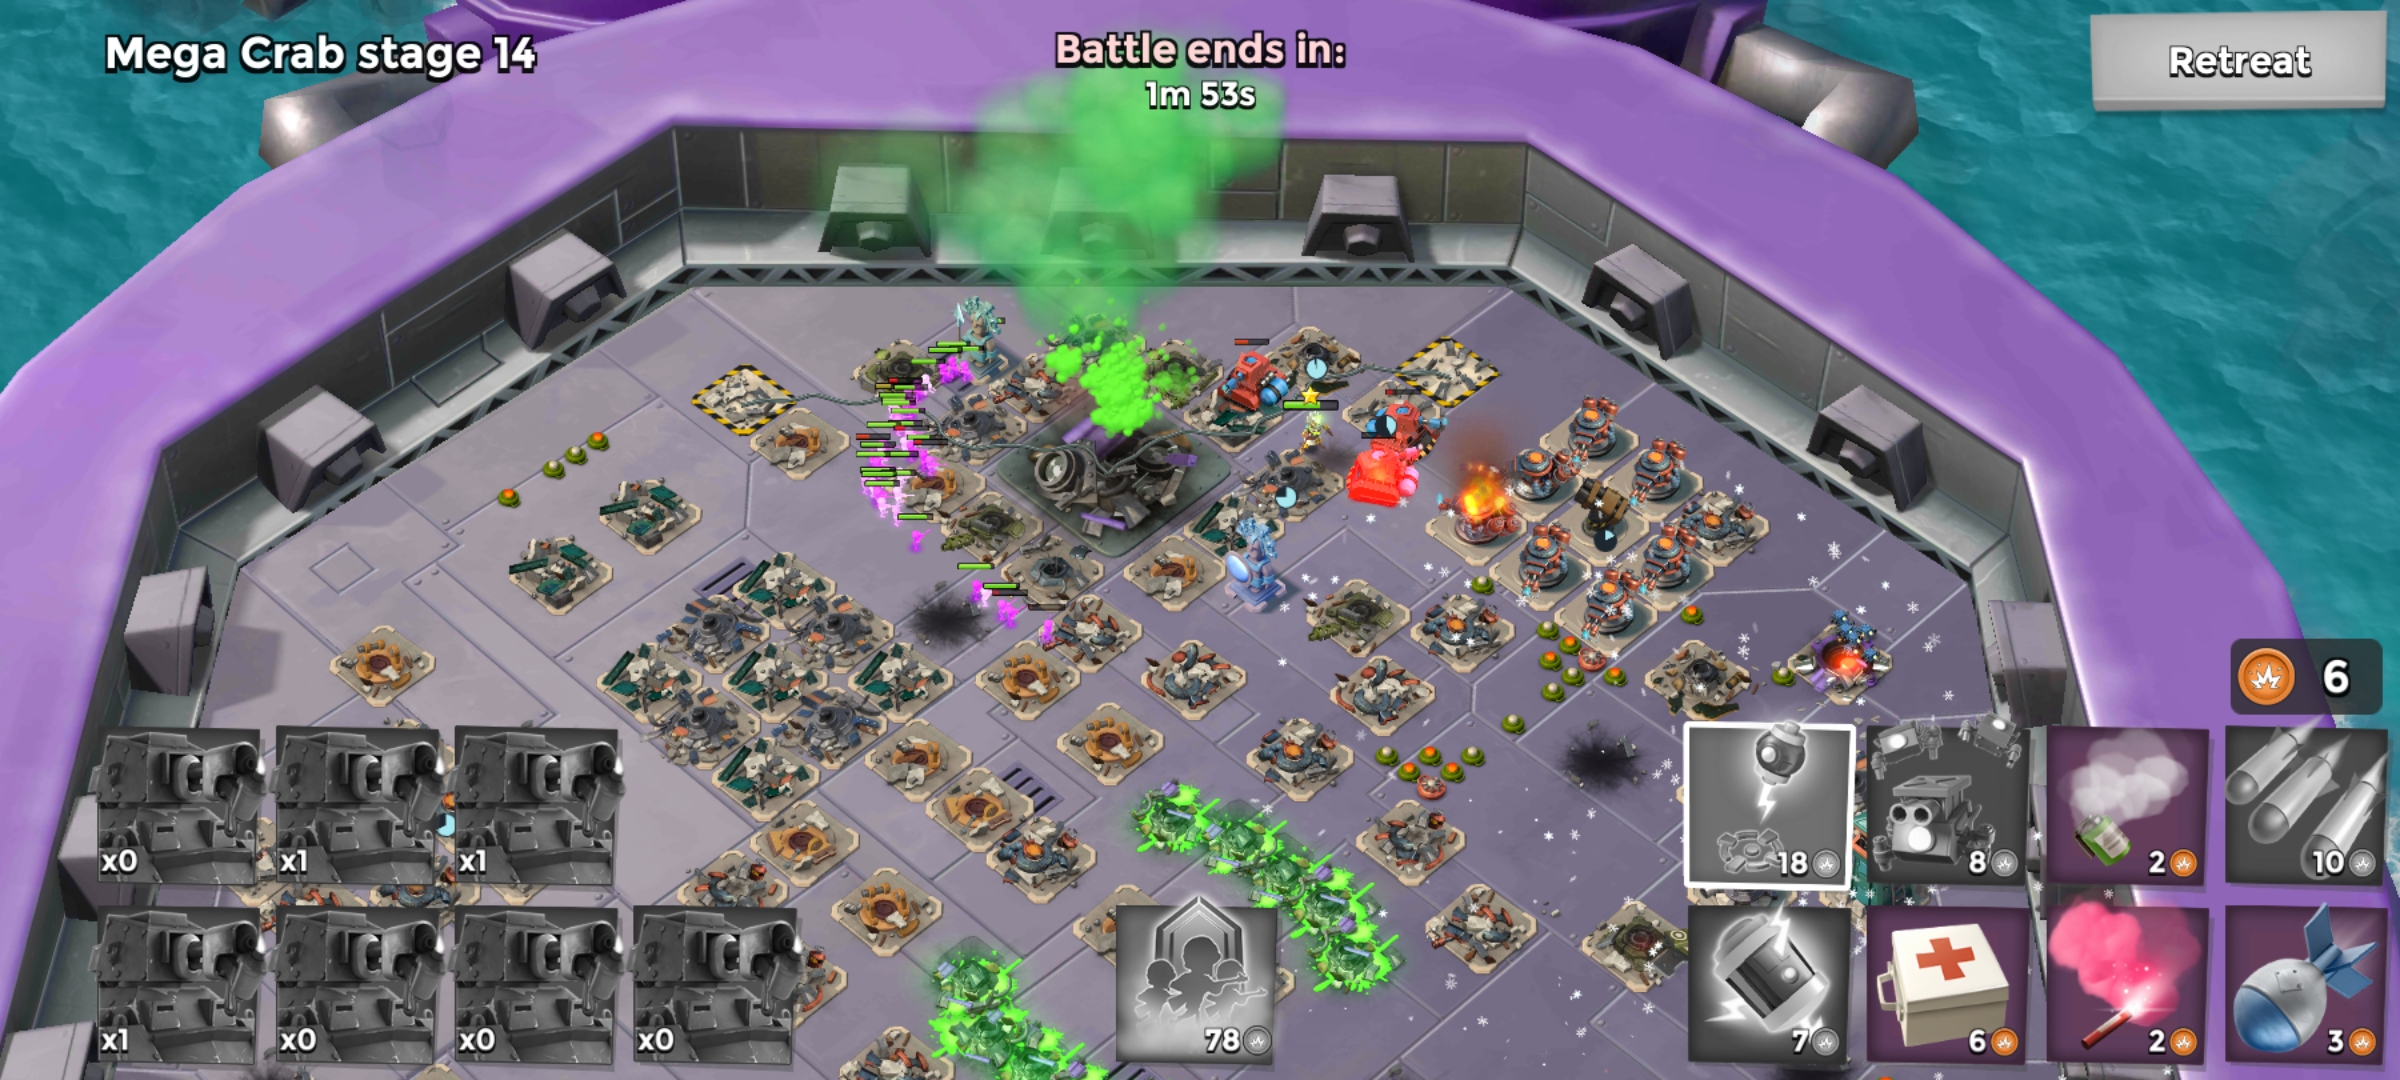 Mega Crab stage 14
Battle ends in:
1m 53s
Retreat
6
x0
x1
x1
18
8
2
10
x1
x0
x0
x0
78
7
6
2
3